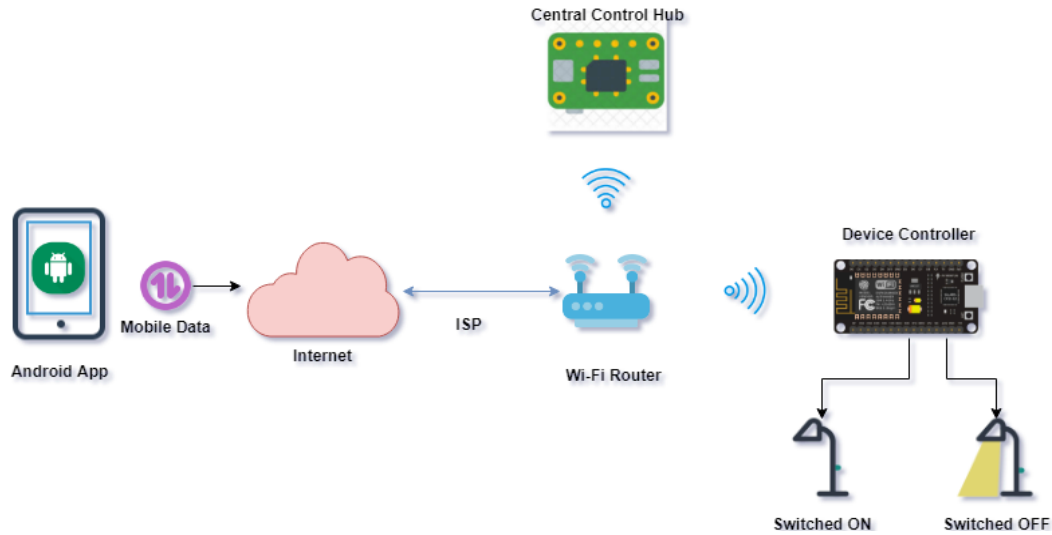 Central Control Hub
Device Controller
Mobile Data
ISP
Internet
Android App
Wi-Fi Router
Switched ON
Switched OFF